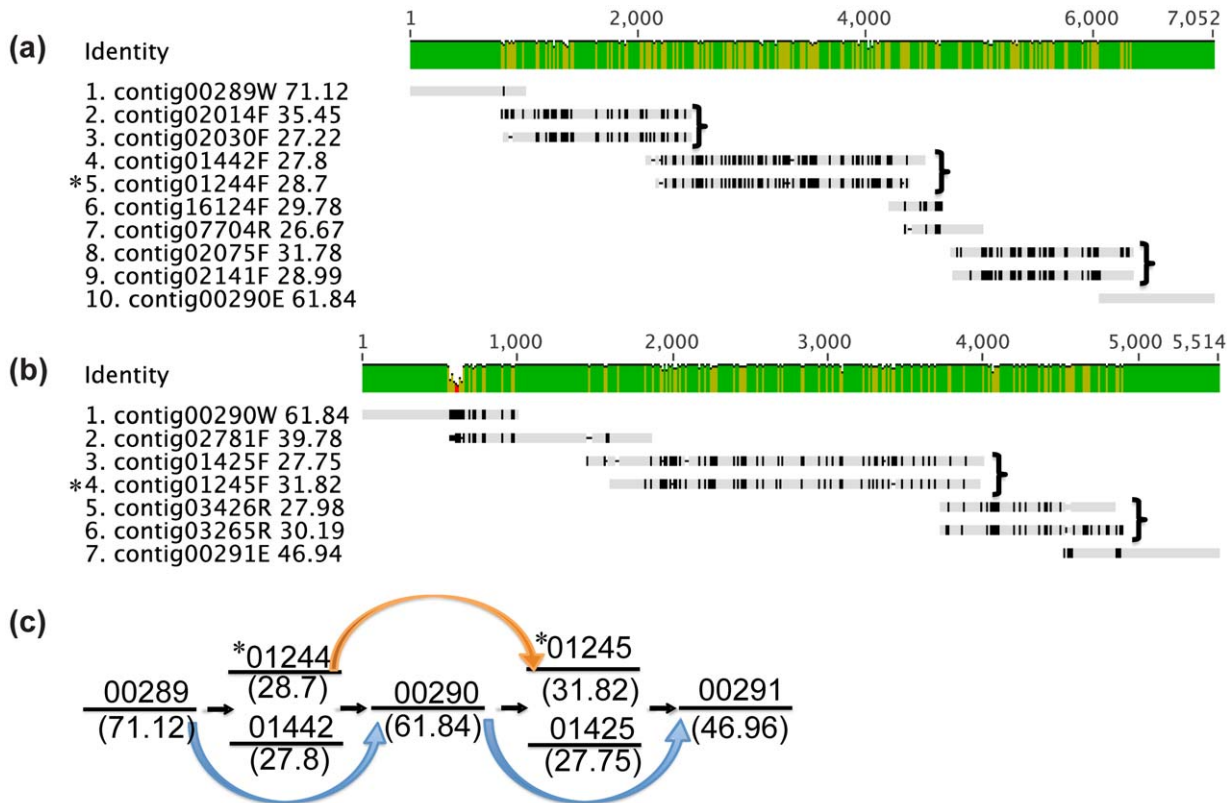 1 2,000 4,000 6,000 7,052
(a) Identity
1. contig00289W 71.12
2. contig02014F 35.45
3. contig02030F 27.22
4. contig01442F 27.8
*5. contig01244F 28.7
6. contig16124F 29.78
7. contig07704R 26.67
8. contig02075F 31.78
9. contig02141F 28.99
10. contig00290E 61.84
1 1,000 2,000 3,000 4,000 5,000 5,514
(b) Identity
1. contig00290W 61.84
2. contig02781F 39.78
3. contig01425F 27.75
*4. contig01245F 31.82
5. contig03426R 27.98
6. contig03265R 30.19
7. contig00291E 46.94
(c)
*01244 *01245
00289 (28.7) 00290 (31.82) 00291
(71.12) 01442 (61.84) 01425 (46.96)
(27.8) (27.75)